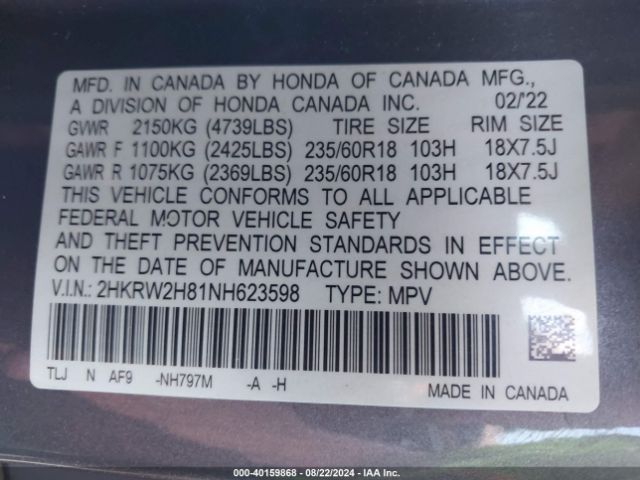 MFD. IN CANADA BY HONDA OF CANADA MFG.,
A DIVISION OF HONDA CANADA INC. 02/'22
GVWR 2150KG (4739LBS) TIRE SIZE RIM SIZE
GAWR F 1100KG (2425LBS) 235/60R18 103H 18X7.5J
GAWR R 1075KG (2369LBS) 235/60R18 103H 18X7.5J
THIS VEHICLE CONFORMS TO ALL APPLICABLE
FEDERAL MOTOR VEHICLE SAFETY
AND THEFT PREVENTION STANDARDS IN EFFECT
ON THE DATE OF MANUFACTURE SHOWN ABOVE.
V.I.N.: 2HKRW2H81NH623598 TYPE: MPV
TLJ N AF9 -NH797M -A -H
MADE IN CANADA
000-40159868 - 08/22/2024 - IAA Inc.